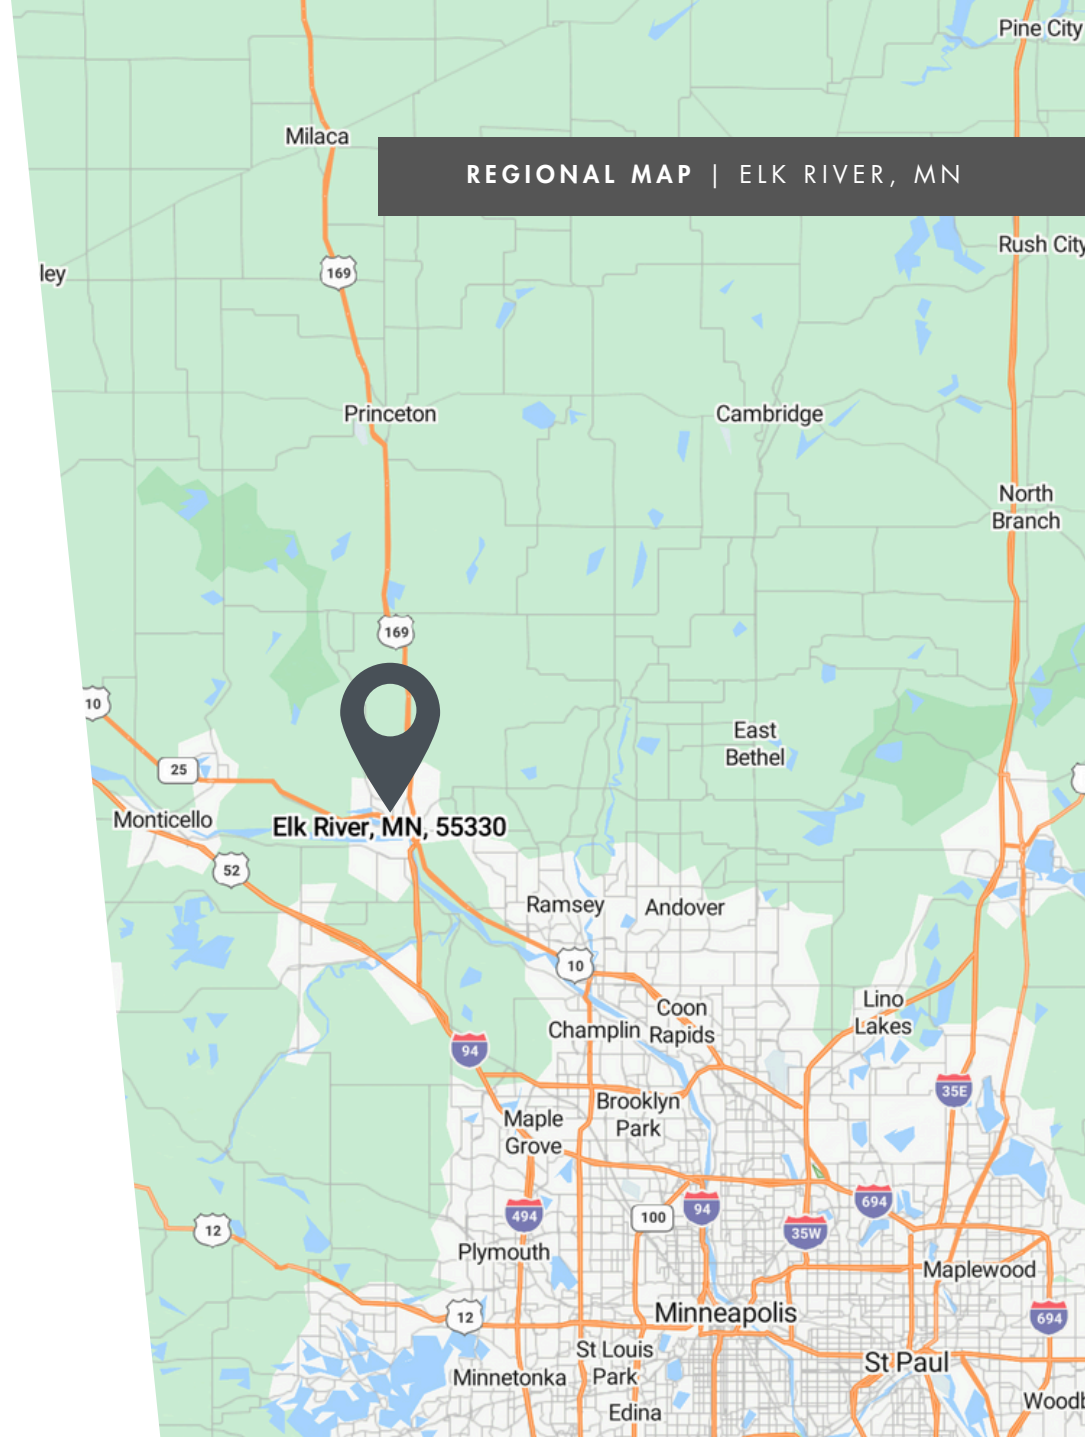 Pine City
Milaca
REGIONAL MAP | ELK RIVER, MN
Rush City
ley
169
Princeton
Cambridge
North
Branch
169
10
East
Bethel
25
Monticello
Elk River, MN, 55330
52
Ramsey
Andover
10
Lino
Lakes
Coon
Rapids
Champlin
94
35E
Brooklyn
Park
Maple
Grove
694
94
494
100
35W
12
Plymouth
Maplewood
12
Minneapolis
694
St Louis
Park
St Paul
Minnetonka
Woodb
Edina